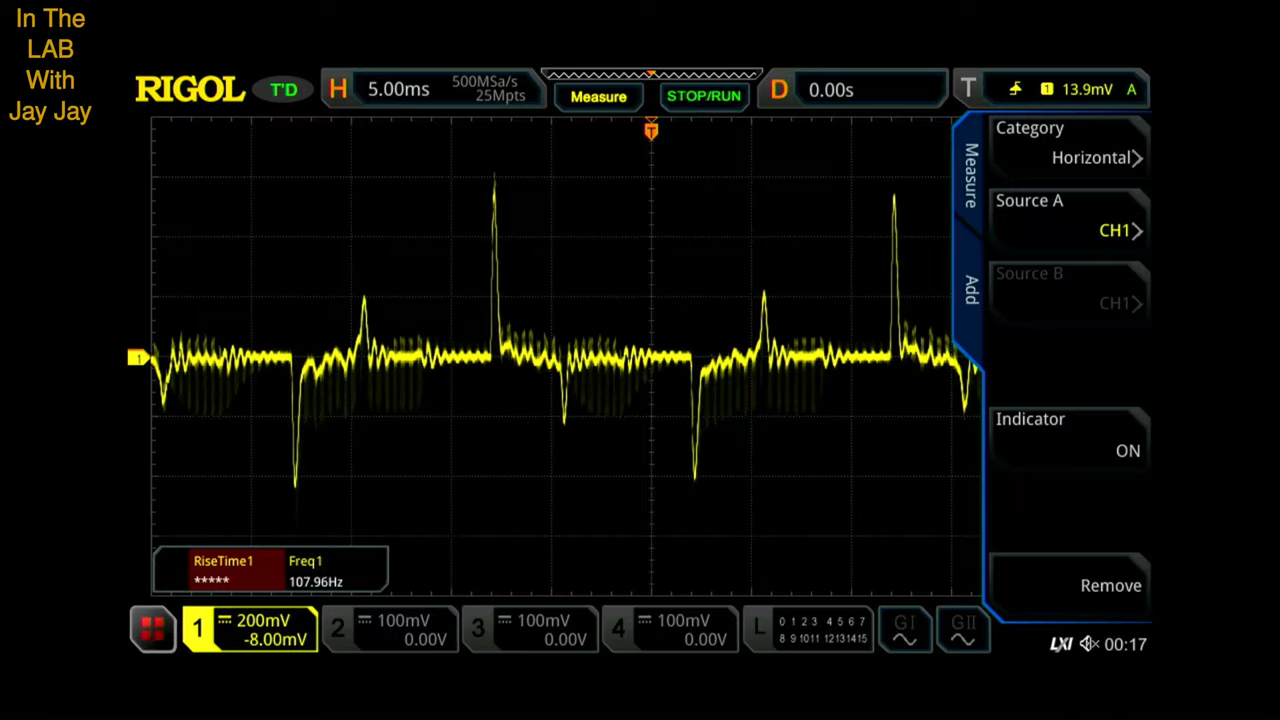 In The
LAB
With
Jay Jay
RIGOL
T'D
H
5.00ms
500MSa/s
25Mpts
Measure
STOP/RUN
D
0.00s
T
1
13.9mV
A
T
Category
Horizontal
Measure
Source A
CH1
Source B
CH1
Add
1
Indicator
ON
RiseTime1
*****
Freq1
107.96Hz
Remove
1
200mV
-8.00mV
2
100mV
0.00V
3
100mV
0.00V
4
100mV
0.00V
L
0 1 2 3 4 5 6 7
8 9 10 11 12 13 14 15
GI
GII
LXI
00:17